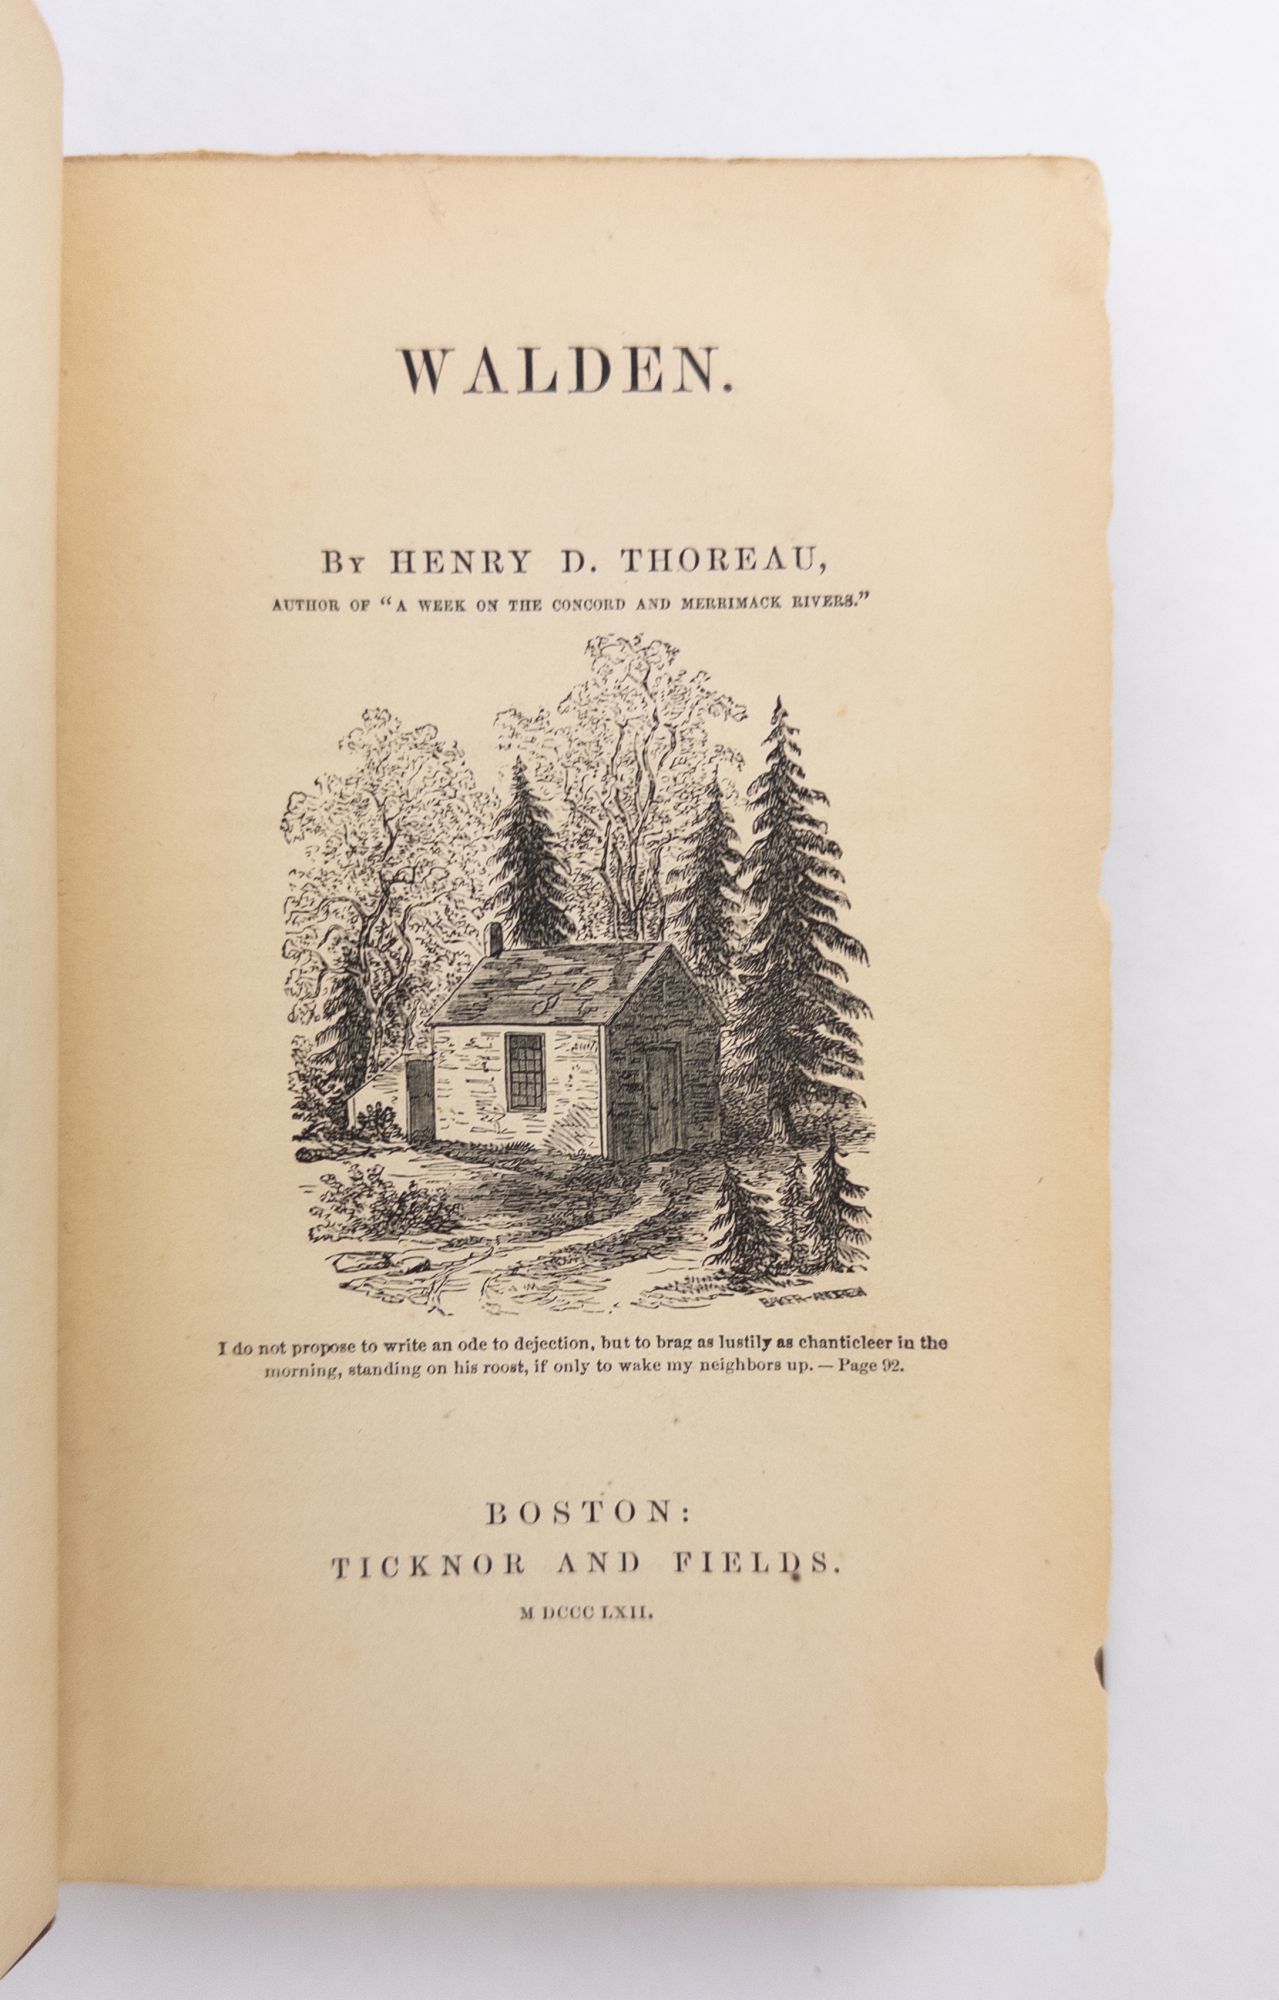 WALDEN.
BY HENRY D. THOREAU,
AUTHOR OF “A WEEK ON THE CONCORD AND MERRIMACK RIVERS.”
BAKER-ANDREW
I do not propose to write an ode to dejection, but to brag as lustily as chanticleer in the
morning, standing on his roost, if only to wake my neighbors up. — Page 92.
BOSTON:
TICKNOR AND FIELDS.
M DCCC LXII.